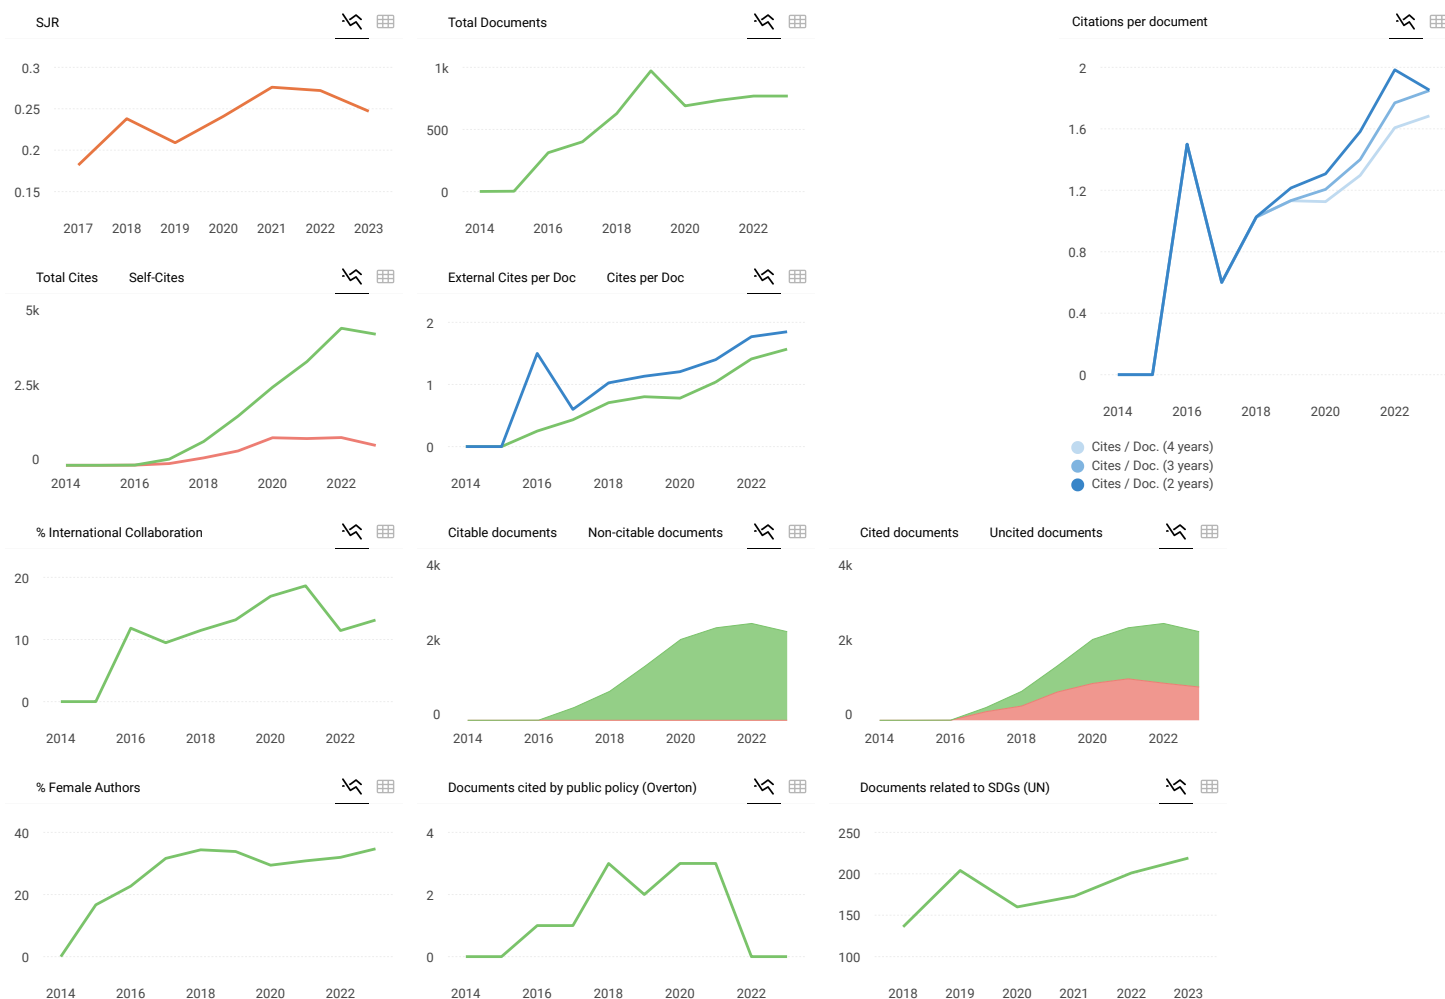 SJR
0.3
0.25
0.2
0.15
2017 2018 2019 2020 2021 2022 2023
Total Documents
1k
500
0
2014 2016 2018 2020 2022
Citations per document
2
1.6
1.2
0.8
0.4
0
2014 2016 2018 2020 2022
Cites / Doc. (4 years)
Cites / Doc. (3 years)
Cites / Doc. (2 years)
Total Cites Self-Cites
5k
2.5k
0
2014 2016 2018 2020 2022
External Cites per Doc Cites per Doc
2
1
0
2014 2016 2018 2020 2022
% International Collaboration
20
10
0
2014 2016 2018 2020 2022
Citable documents Non-citable documents
4k
2k
0
2014 2016 2018 2020 2022
Cited documents Uncited documents
4k
2k
0
2014 2016 2018 2020 2022
% Female Authors
40
20
0
2014 2016 2018 2020 2022
Documents cited by public policy (Overton)
4
2
0
2014 2016 2018 2020 2022
Documents related to SDGs (UN)
250
200
150
100
2018 2019 2020 2021 2022 2023